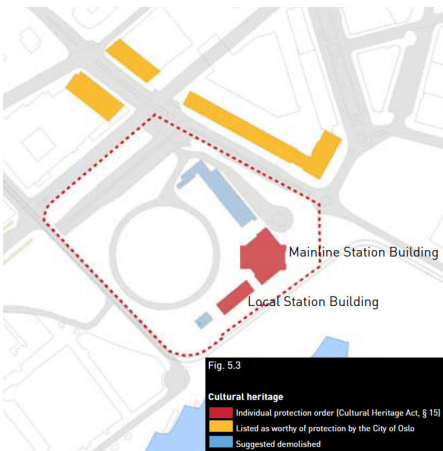 Mainline Station Building
Local Station Building
Fig. 5.3
Cultural heritage
Individual protection order (Cultural Heritage Act, § 15)
Listed as worthy of protection by the City of Oslo
Suggested demolished